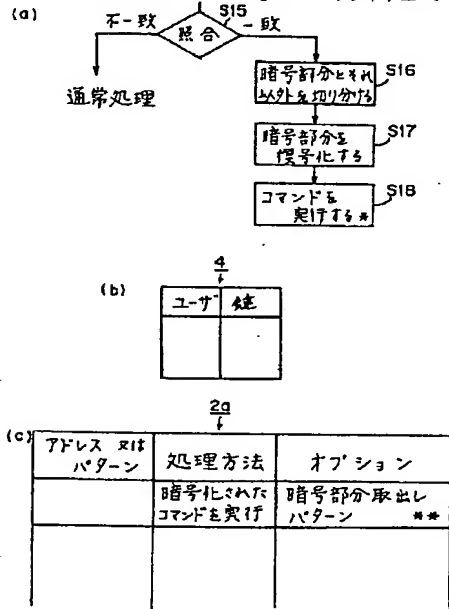 (a)
S15
不一致
照合
一致
通常処理
暗号部分とそれ
以外を切り分ける
S16
暗号部分を
復号化する
S17
コマンドを
実行する*
S18
4
(b)
ユーザ 鍵
2a
(c)
アドレス 又は
パターン
処理方法
オプション
暗号化された
コマンドを実行
暗号部分取出し
パターン **